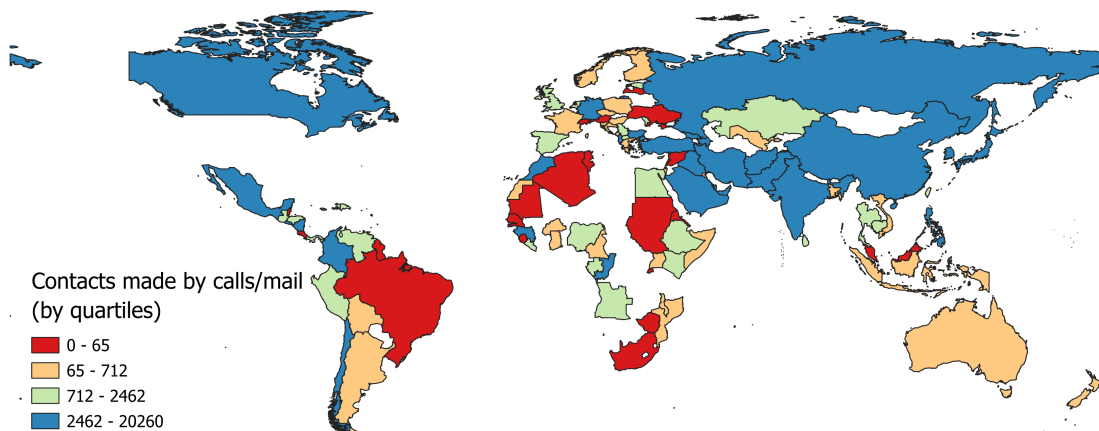 Contacts made by calls/mail
(by quartiles)
0 - 65
65 - 712
712 - 2462
2462 - 20260